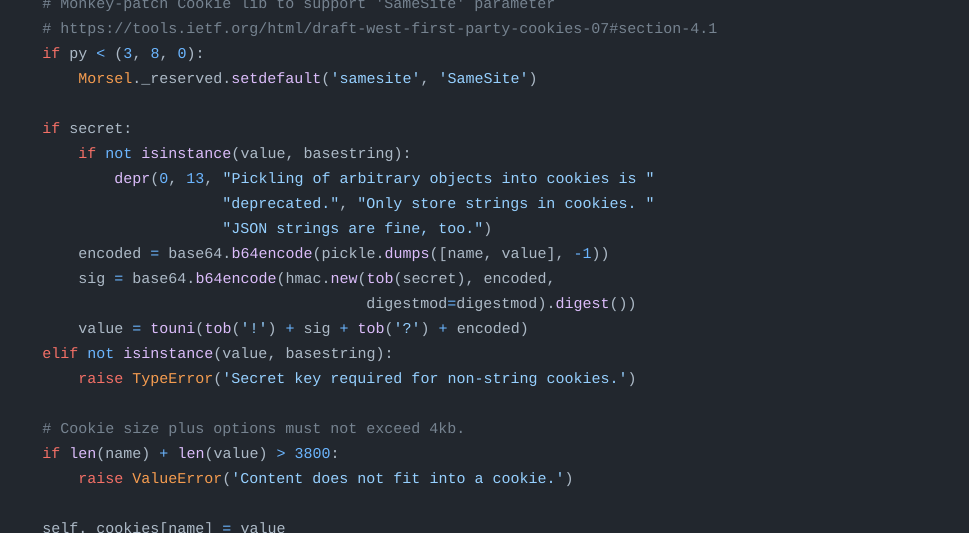 # Monkey-patch Cookie lib to support 'SameSite' parameter
# https://tools.ietf.org/html/draft-west-first-party-cookies-07#section-4.1
if py < (3, 8, 0):
    Morsel._reserved.setdefault('samesite', 'SameSite')

if secret:
    if not isinstance(value, basestring):
        depr(0, 13, "Pickling of arbitrary objects into cookies is "
                    "deprecated.", "Only store strings in cookies. "
                    "JSON strings are fine, too.")
    encoded = base64.b64encode(pickle.dumps([name, value], -1))
    sig = base64.b64encode(hmac.new(tob(secret), encoded,
                                    digestmod=digestmod).digest())
    value = touni(tob('!') + sig + tob('?') + encoded)
elif not isinstance(value, basestring):
    raise TypeError('Secret key required for non-string cookies.')

# Cookie size plus options must not exceed 4kb.
if len(name) + len(value) > 3800:
    raise ValueError('Content does not fit into a cookie.')

self._cookies[name] = value